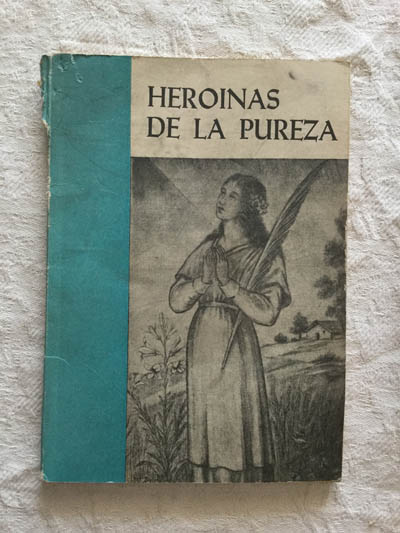 HEROINAS
DE LA PUREZA